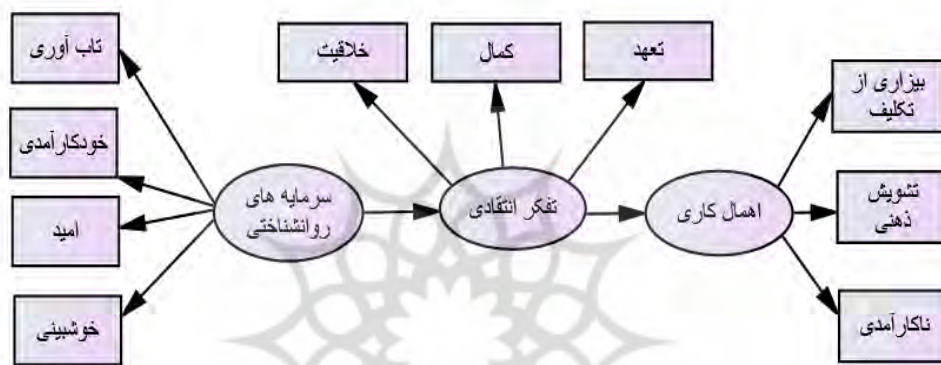 تاب آوری
خودکارآمدی
امید
خوشبینی
سرمایه های
روانشناختی
خلاقیت
کمال
تعهد
تفکر انتقادی
اهمال کاری
بیزاری از
تکلیف
تشویش
ذهنی
ناکارآمدی